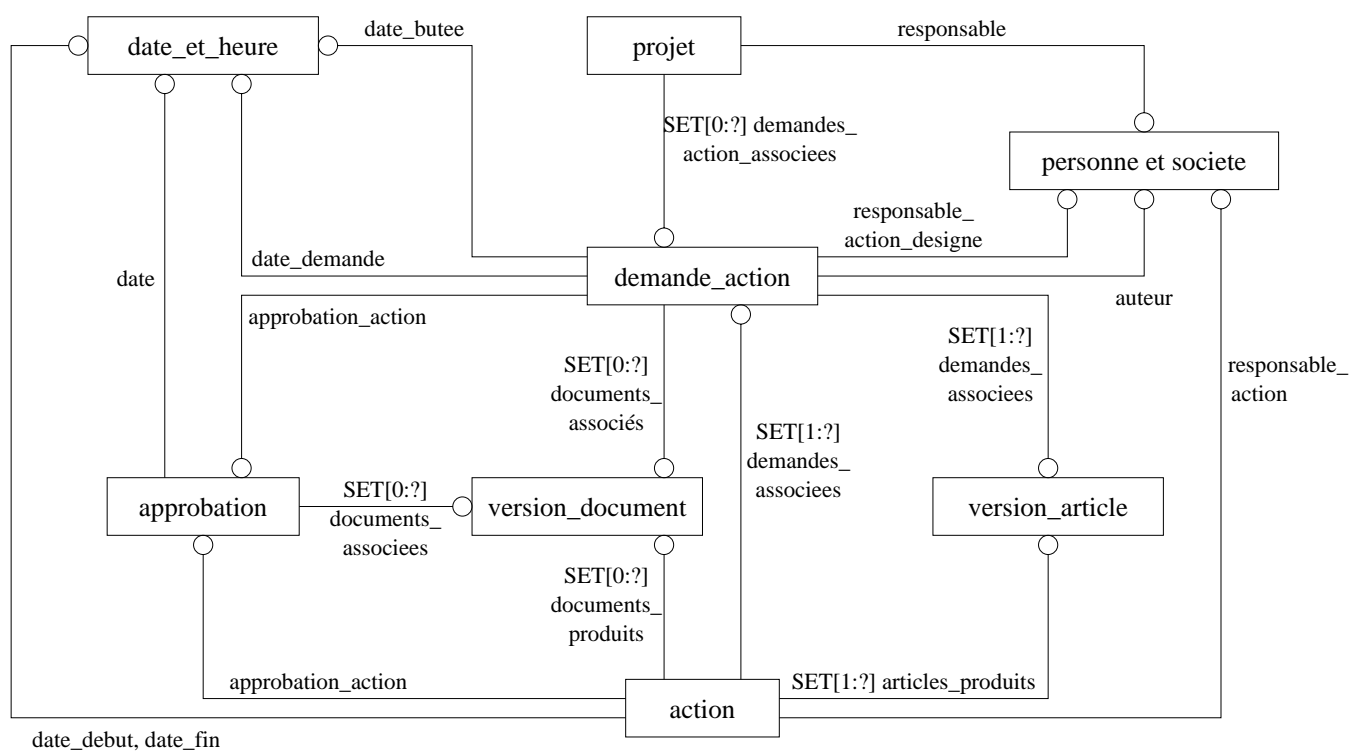 date_butee
responsable
date_et_heure
projet
SET[0:?] demandes_
action_associees
personne et societe
responsable_
action_designe
date_demande
date
demande_action
auteur
approbation_action
SET[0:?]
documents_
associés
SET[1:?]
demandes_
associees
responsable_
action
SET[1:?]
demandes_
associees
approbation
SET[0:?]
documents_
associees
version_document
version_article
SET[0:?]
documents_
produits
approbation_action
SET[1:?] articles_produits
action
date_debut, date_fin